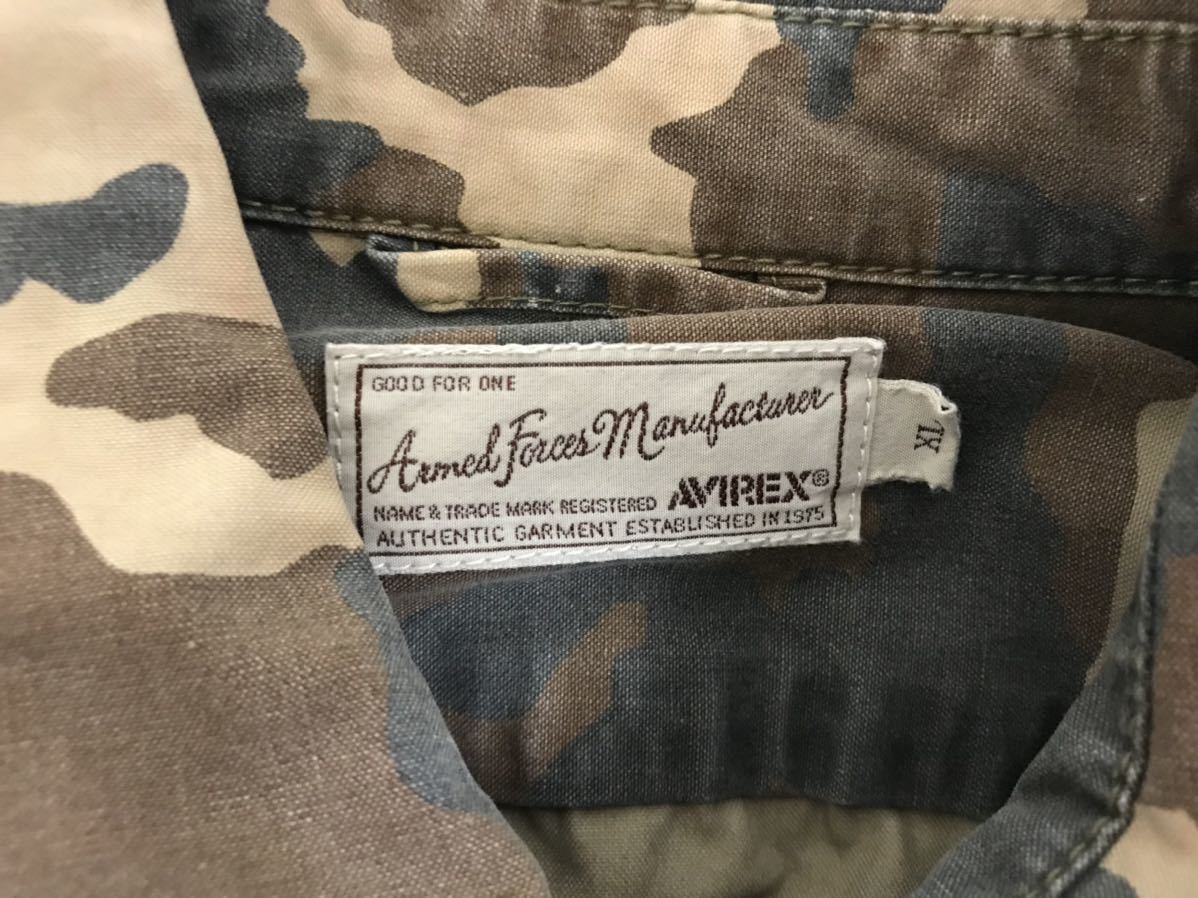 GOOD FOR ONE
Armed Forces Manufacturer
NAME & TRADE MARK REGISTERED AVIREX®
AUTHENTIC GARMENT ESTABLISHED IN 1975
XL